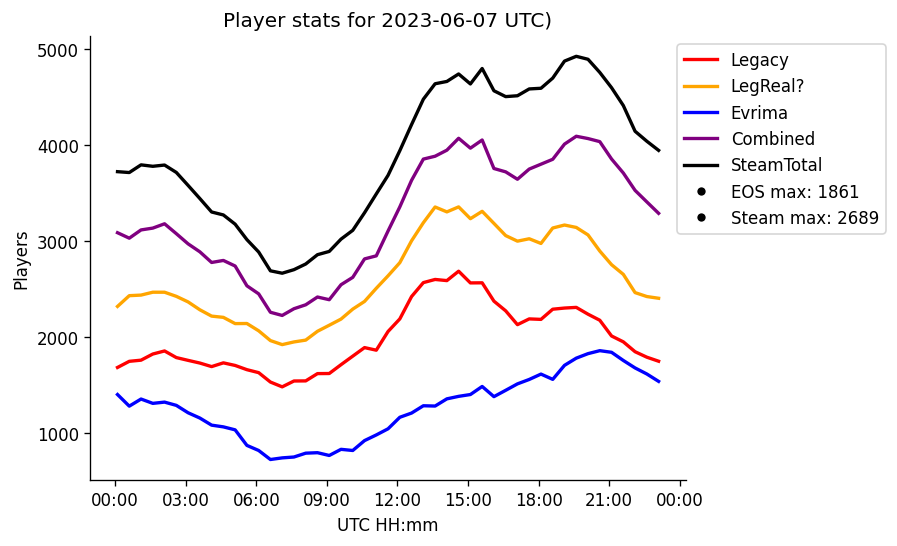 Player stats for 2023-06-07 UTC)
5000
4000
3000
2000
1000
Players
00:00 03:00 06:00 09:00 12:00 15:00 18:00 21:00 00:00
UTC HH:mm
Legacy
LegReal?
Evrima
Combined
SteamTotal
EOS max: 1861
Steam max: 2689